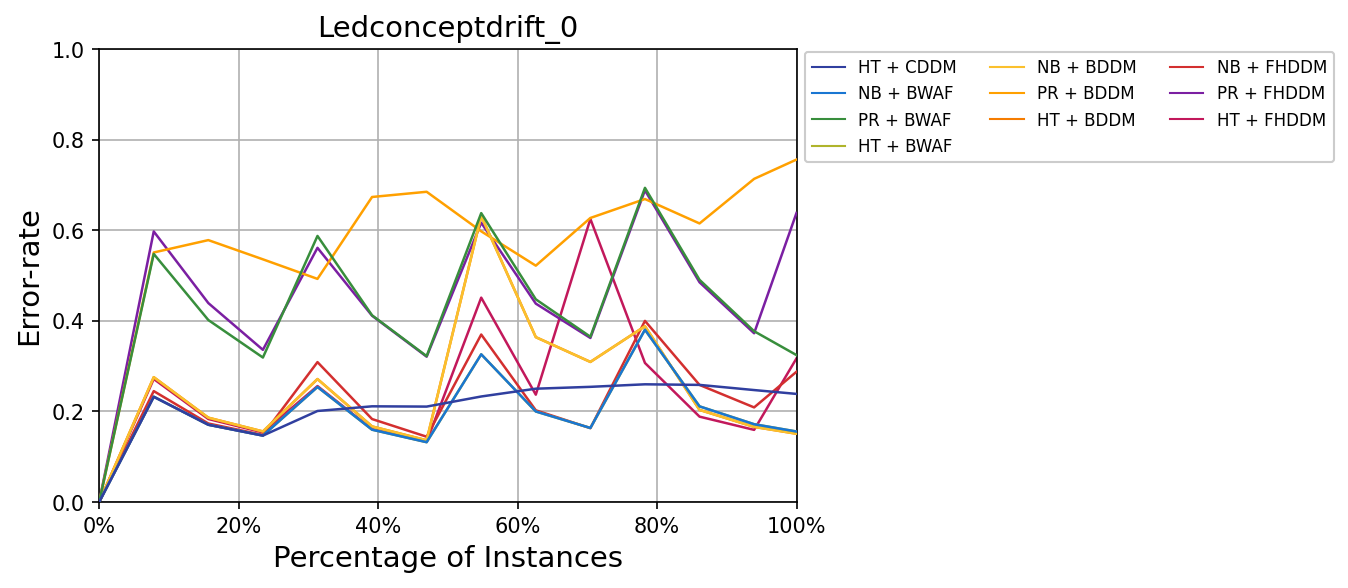 Ledconceptdrift_0
1.0
0.8
0.6
0.4
0.2
0.0
Error-rate
0% 20% 40% 60% 80% 100%
Percentage of Instances
HT + CDDM NB + BDDM NB + FHDDM
NB + BWAF PR + BDDM PR + FHDDM
PR + BWAF HT + BDDM HT + FHDDM
HT + BWAF